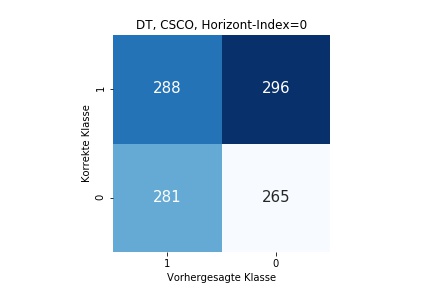 DT, CSCO, Horizont-Index=0
Korrekte Klasse
1
288
296
0
281
265
1
0
Vorhergesagte Klasse